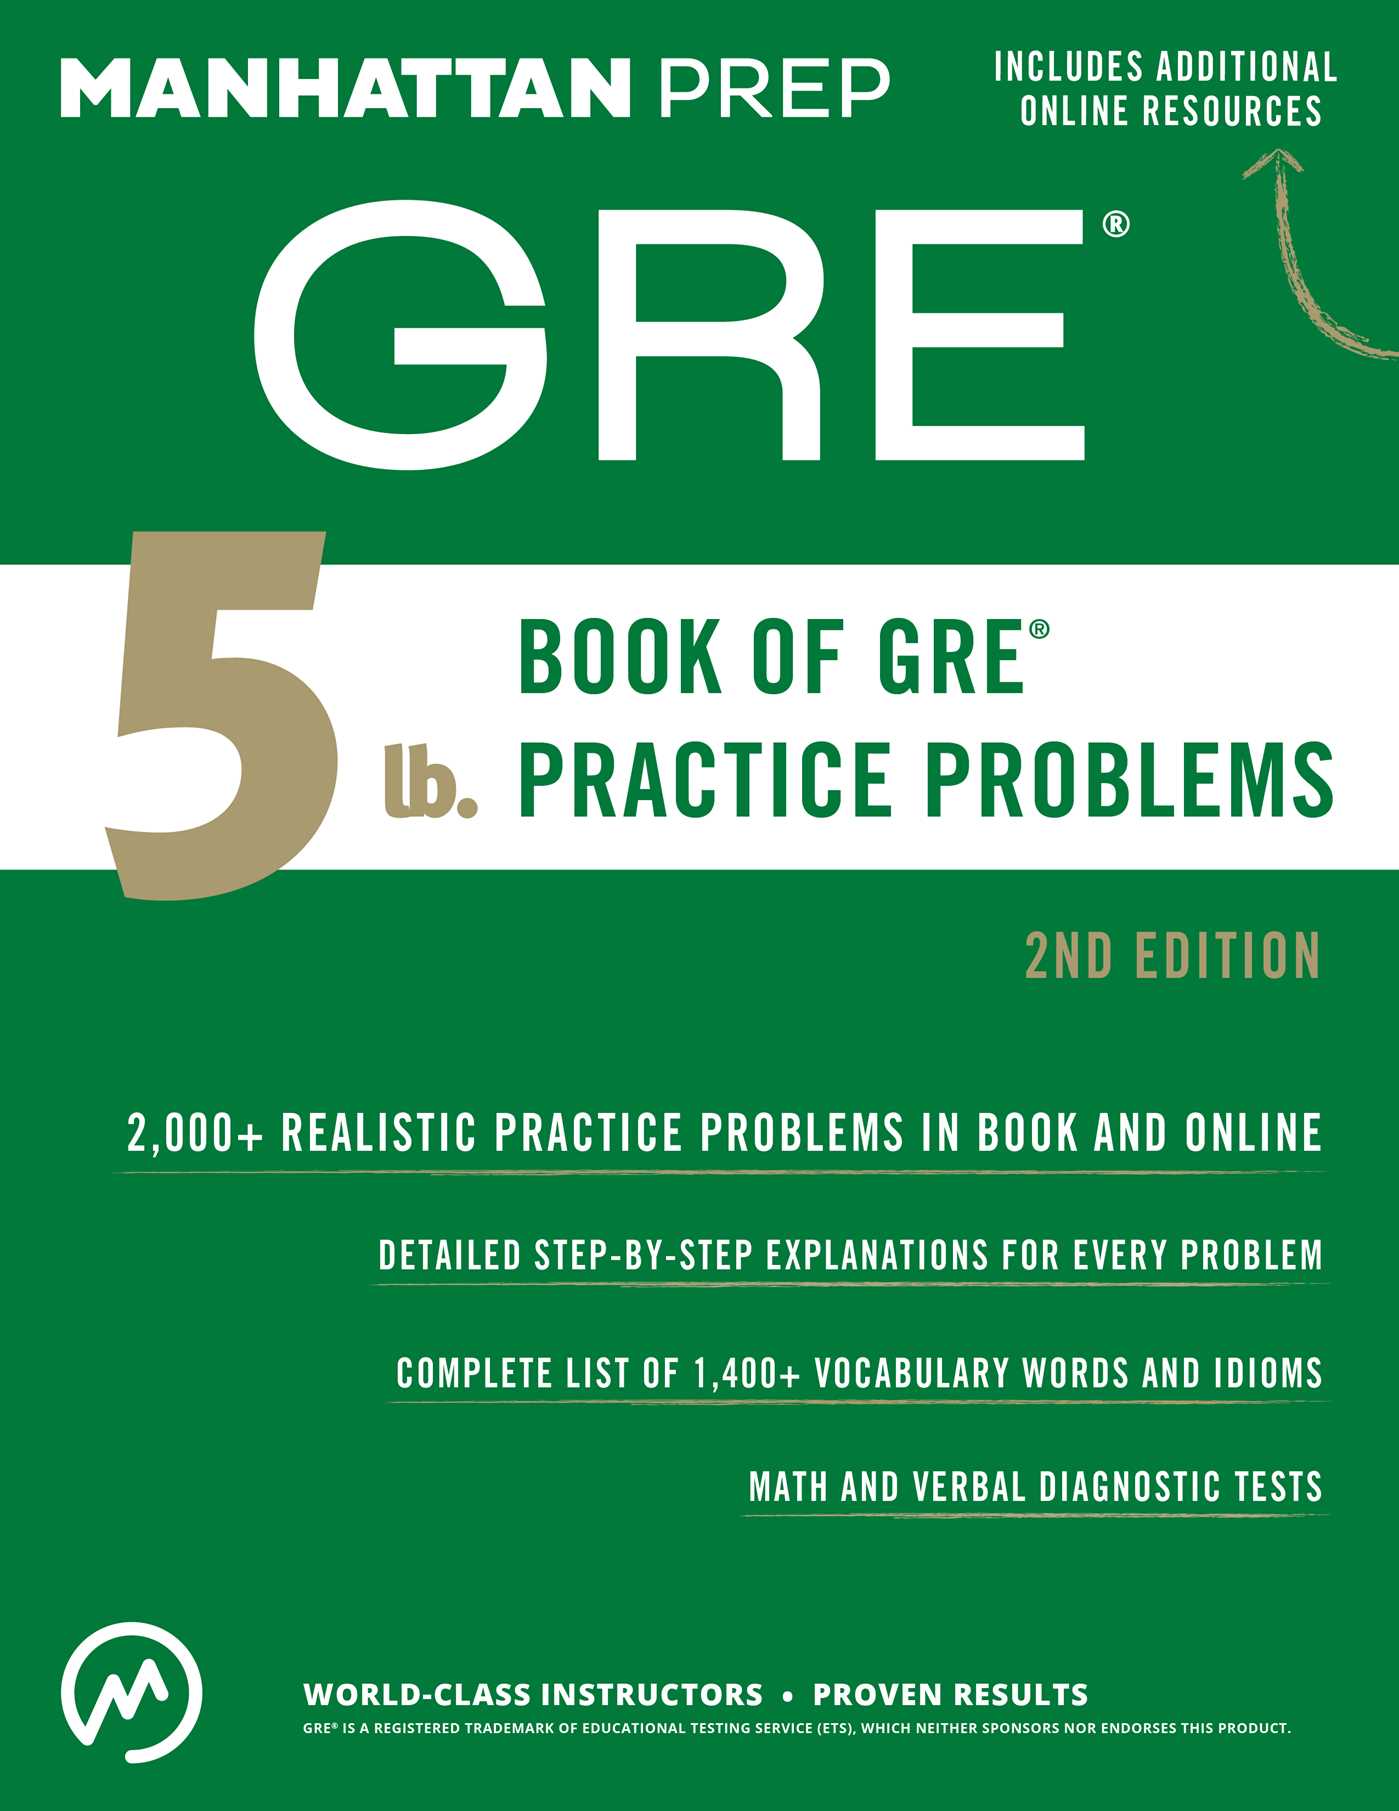 MANHATTAN PREP
INCLUDES ADDITIONAL
ONLINE RESOURCES
GRE®
5 lb. BOOK OF GRE®
PRACTICE PROBLEMS
2ND EDITION
2,000+ REALISTIC PRACTICE PROBLEMS IN BOOK AND ONLINE
DETAILED STEP-BY-STEP EXPLANATIONS FOR EVERY PROBLEM
COMPLETE LIST OF 1,400+ VOCABULARY WORDS AND IDIOMS
MATH AND VERBAL DIAGNOSTIC TESTS
WORLD-CLASS INSTRUCTORS • PROVEN RESULTS
GRE® IS A REGISTERED TRADEMARK OF EDUCATIONAL TESTING SERVICE (ETS), WHICH NEITHER SPONSORS NOR ENDORSES THIS PRODUCT.